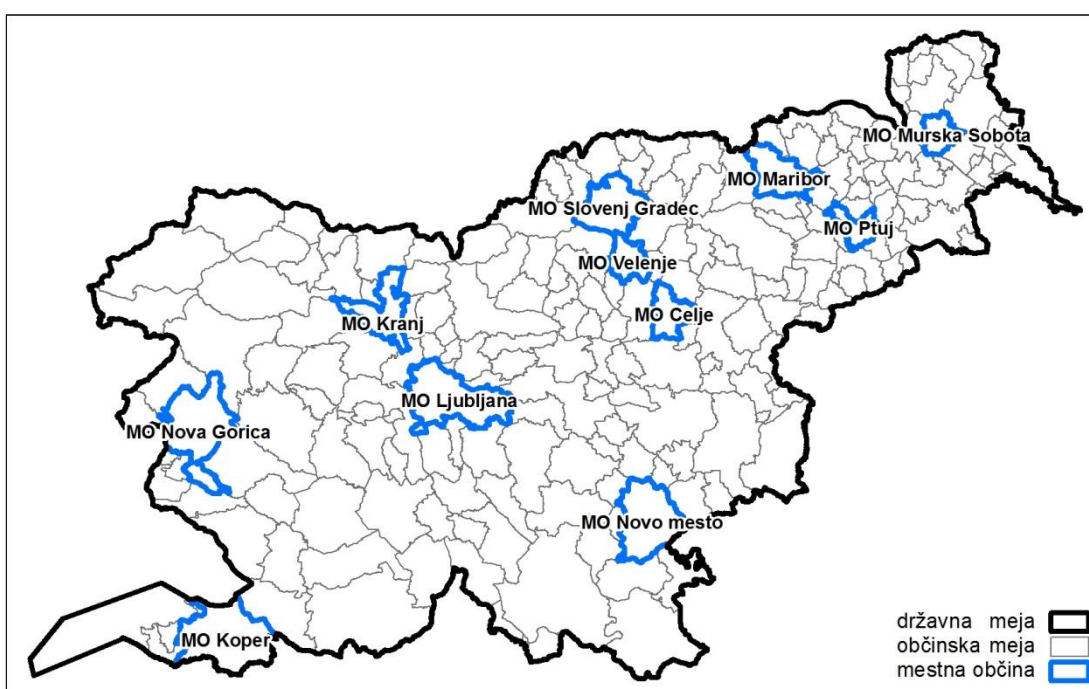 MO Murska Sobota
MO Maribor
MO Slovenj Gradec
MO Ptuj
MO Velenje
MO Celje
MO Kranj
MO Ljubljana
MO Nova Gorica
MO Novo mesto
MO Koper
državna meja
občinska meja
mestna občina